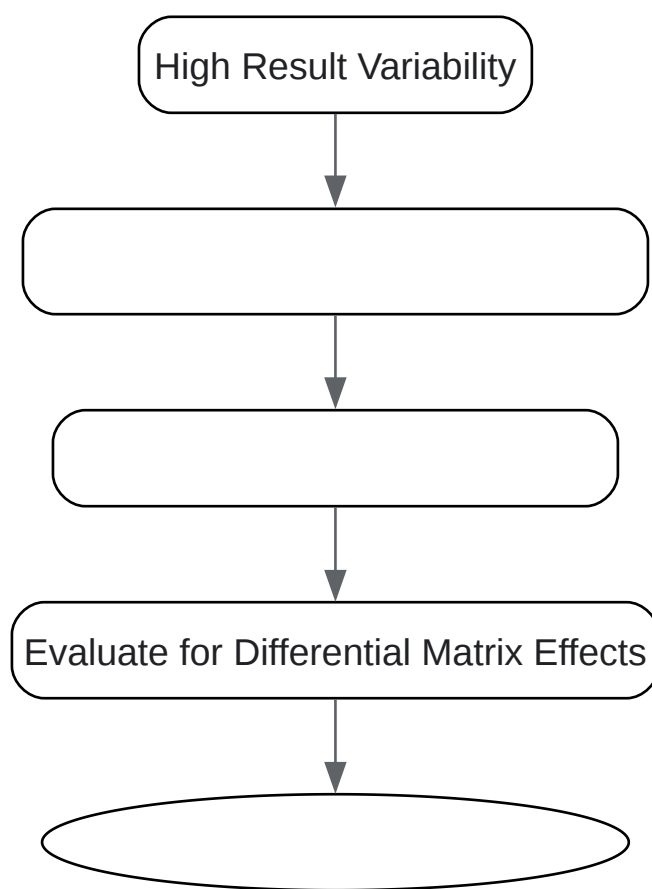 High Result Variability
Evaluate for Differential Matrix Effects